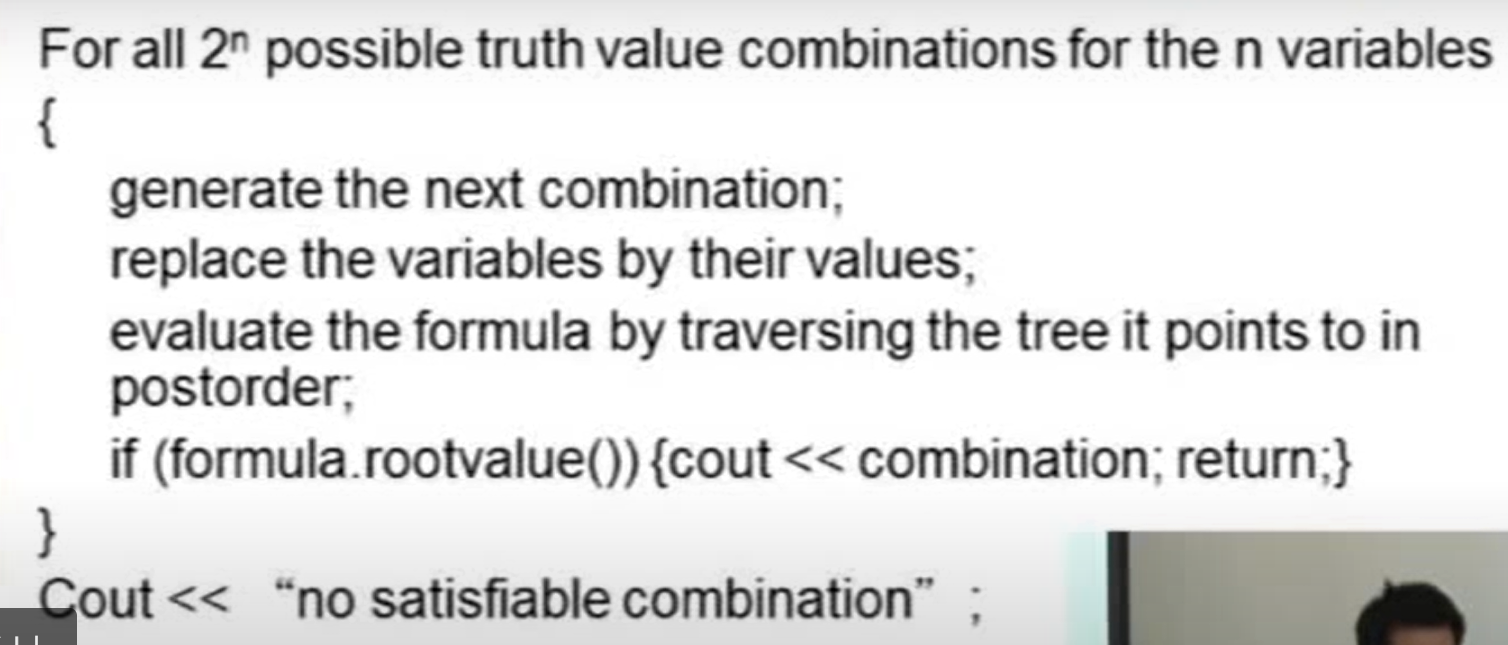 For all 2ⁿ possible truth value combinations for the n variables
{
generate the next combination;
replace the variables by their values;
evaluate the formula by traversing the tree it points to in
postorder;
if (formula.rootvalue()) {cout << combination; return;}
}
Cout << “no satisfiable combination” ;